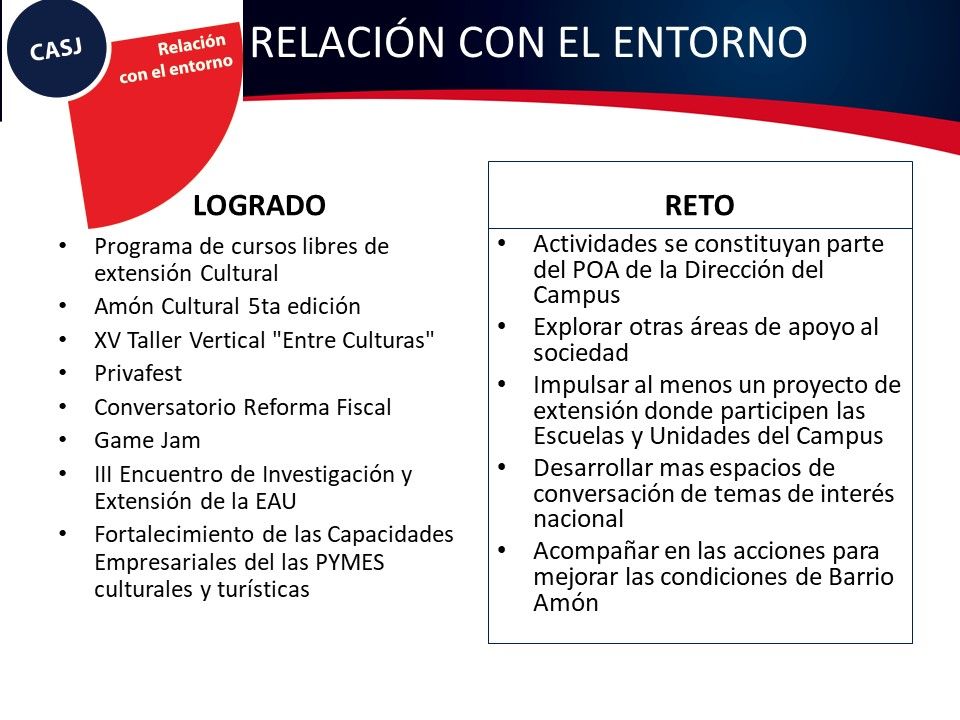 CASJ
Relación
con el entorno
RELACIÓN CON EL ENTORNO
LOGRADO
• Programa de cursos libres de
extensión Cultural
• Amón Cultural 5ta edición
• XV Taller Vertical "Entre Culturas"
• Privafest
• Conversatorio Reforma Fiscal
• Game Jam
• III Encuentro de Investigación y
Extensión de la EAU
• Fortalecimiento de las Capacidades
Empresariales del las PYMES
culturales y turísticas
RETO
• Actividades se constituyan parte
del POA de la Dirección del
Campus
• Explorar otras áreas de apoyo al
sociedad
• Impulsar al menos un proyecto de
extensión donde participen las
Escuelas y Unidades del Campus
• Desarrollar mas espacios de
conversación de temas de interés
nacional
• Acompañar en las acciones para
mejorar las condiciones de Barrio
Amón